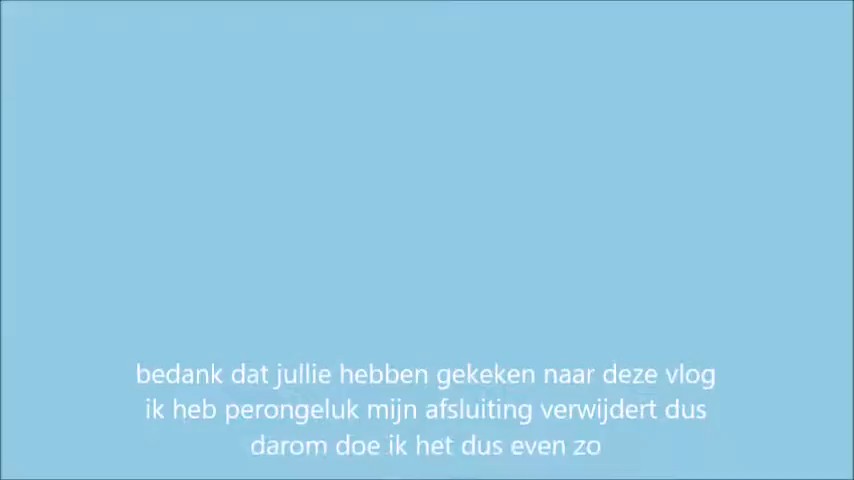 bedank dat jullie hebben gekeken naar deze vlog
ik heb perongeluk mijn afsluiting verwijdert dus
darom doe ik het dus even zo